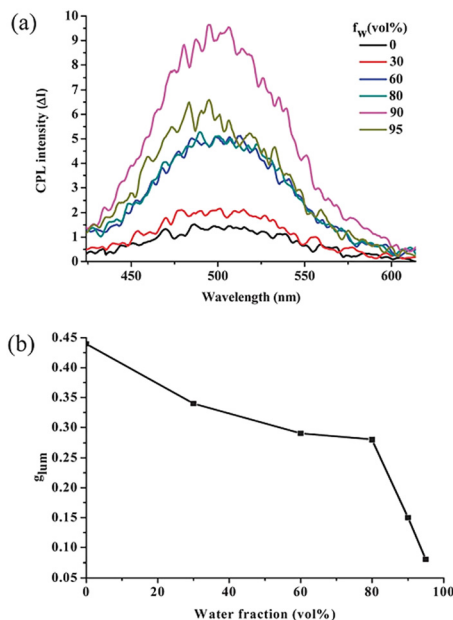 (a)
f_w(vol%)
0
30
60
80
90
95
CPL intensity (ΔI)
10
9
8
7
6
5
4
3
2
1
0
450 500 550 600
Wavelength (nm)
(b)
g_lum
0.45
0.40
0.35
0.30
0.25
0.20
0.15
0.10
0.05
0 20 40 60 80 100
Water fraction (vol%)